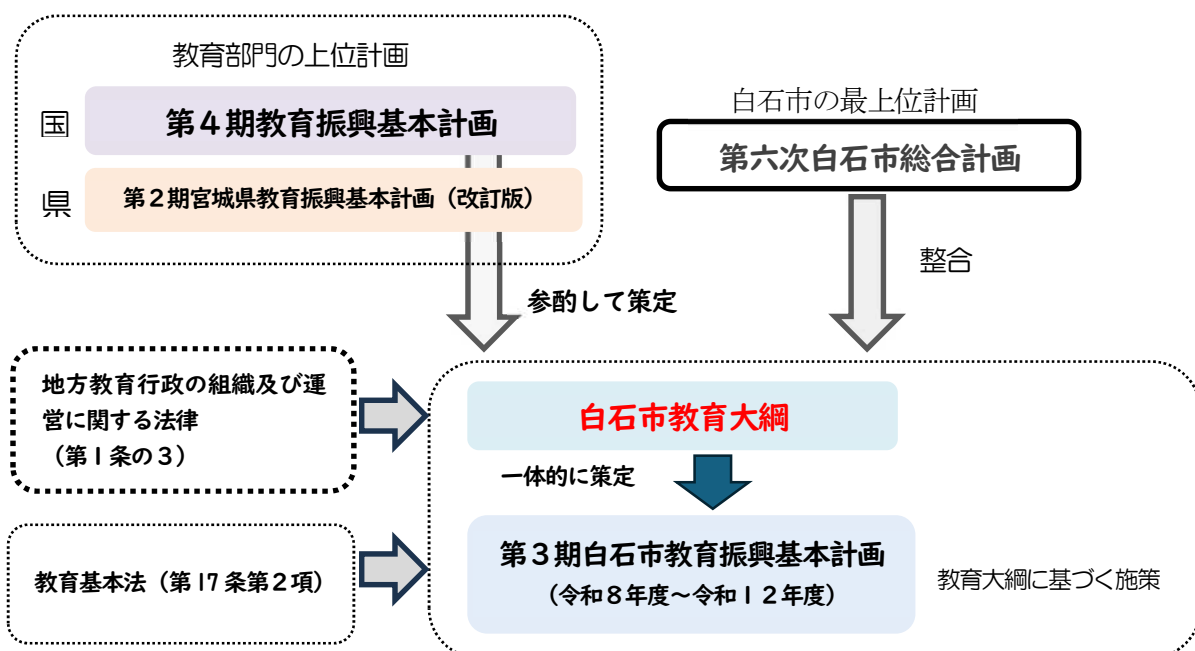 教育部門の上位計画
国
第４期教育振興基本計画
県
第２期宮城県教育振興基本計画（改訂版）
白石市の最上位計画
第六次白石市総合計画
参酌して策定
整合
地方教育行政の組織及び運
営に関する法律
（第１条の３）
白石市教育大綱
一体的に策定
教育基本法（第17条第２項）
第３期白石市教育振興基本計画
（令和８年度～令和１２年度）
教育大綱に基づく施策